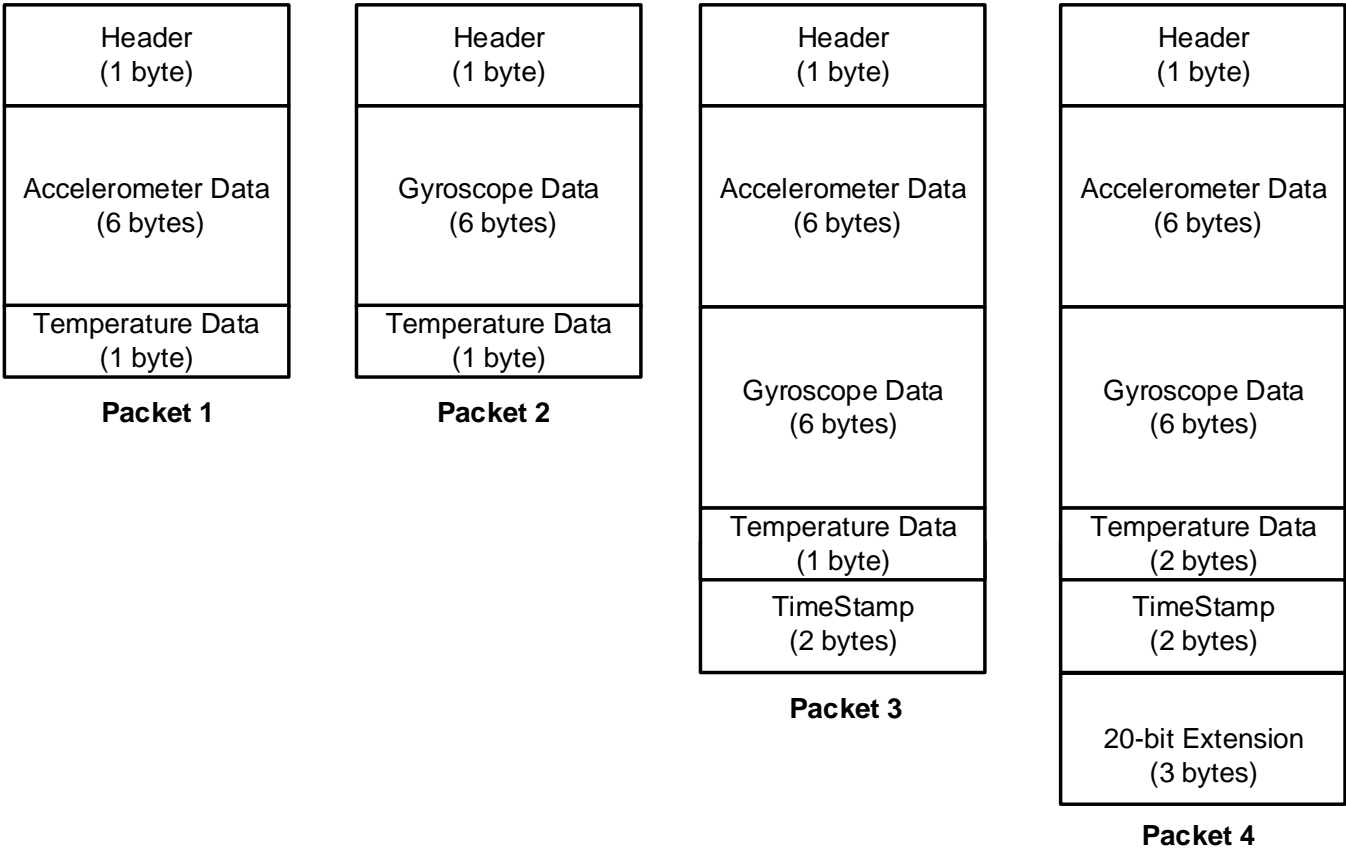 Header
(1 byte)
Accelerometer Data
(6 bytes)
Temperature Data
(1 byte)
Packet 1
Header
(1 byte)
Gyroscope Data
(6 bytes)
Temperature Data
(1 byte)
Packet 2
Header
(1 byte)
Accelerometer Data
(6 bytes)
Gyroscope Data
(6 bytes)
Temperature Data
(1 byte)
TimeStamp
(2 bytes)
Packet 3
Header
(1 byte)
Accelerometer Data
(6 bytes)
Gyroscope Data
(6 bytes)
Temperature Data
(2 bytes)
TimeStamp
(2 bytes)
20-bit Extension
(3 bytes)
Packet 4